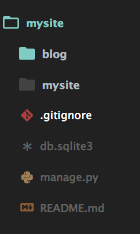 mysite
blog
mysite
.gitignore
db.sqlite3
manage.py
README.md